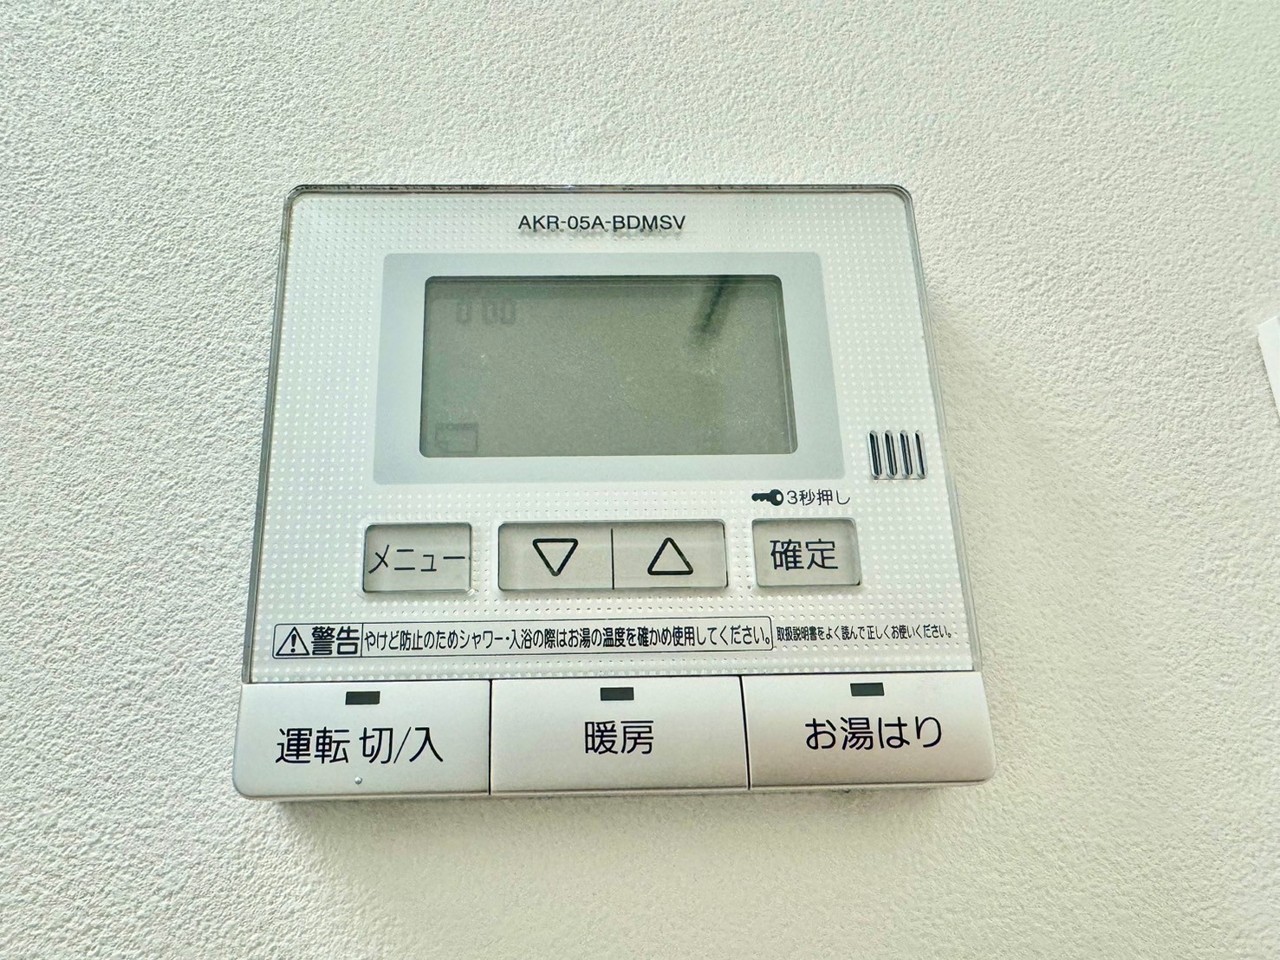 AKR-05A-BDMSV
0 00
3秒押し
メニュー ▽ △ 確定
警告 やけど防止のためシャワー・入浴の際はお湯の温度を確かめ使用してください。 取扱説明書をよく読んで正しくお使いください。
運転 切/入 暖房 お湯はり